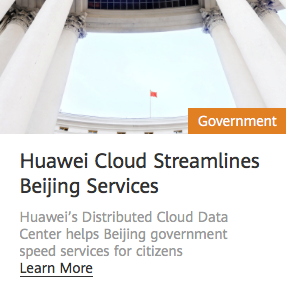 Government
Huawei Cloud Streamlines
Beijing Services
Huawei's Distributed Cloud Data
Center helps Beijing government
speed services for citizens
Learn More